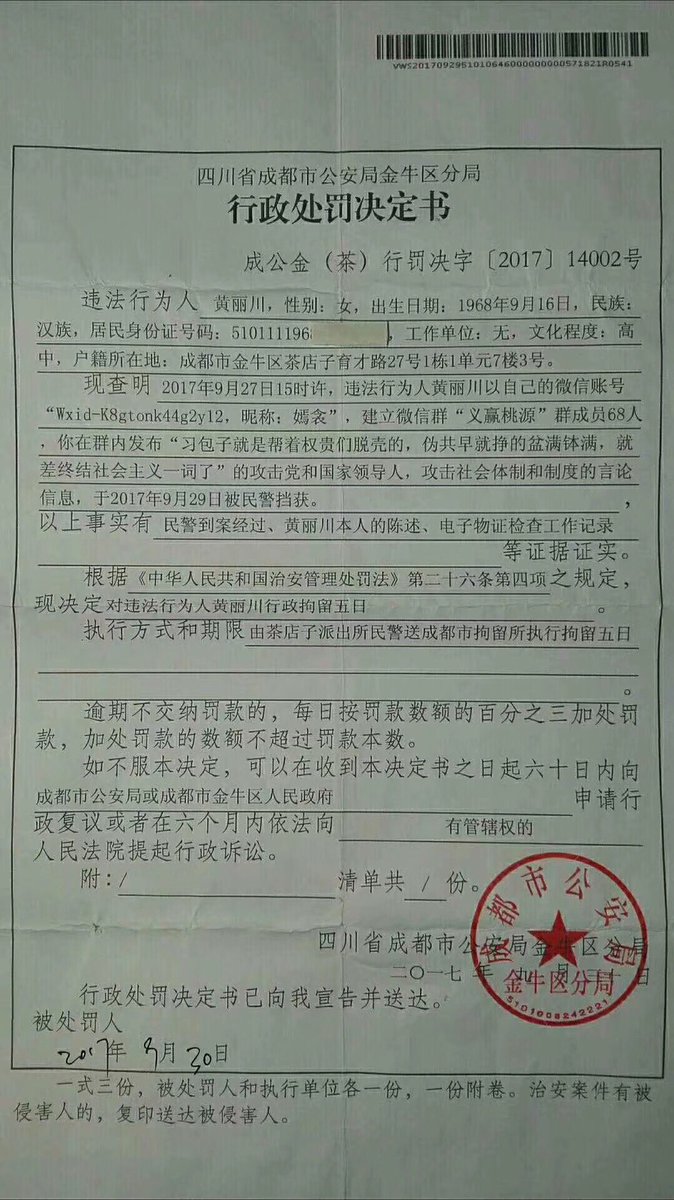 VWS2017092951010646000000000571821R0541
四川省成都市公安局金牛区分局
行政处罚决定书
成公金（茶）行罚决字〔2017〕14002号
违法行为人 黄丽川，性别：女，出生日期：1968年9月16日，民族：
汉族，居民身份证号码：5101111968，工作单位：无，文化程度：高
中，户籍所在地：成都市金牛区茶店子育才路27号1栋1单元7楼3号。
现查明 2017年9月27日15时许，违法行为人黄丽川以自己的微信账号
“Wxid-K8gtonk44g2y12，昵称：嫣衾”，建立微信群“义赢桃源”群成员68人
，你在群内发布“习包子就是帮着权贵们脱壳的，伪共早就挣的盆满钵满，就
差终结社会主义一词了”的攻击党和国家领导人，攻击社会体制和制度的言论
信息，于2017年9月29日被民警挡获。，
以上事实有 民警到案经过、黄丽川本人的陈述、电子物证检查工作记录
等证据证实。
根据《中华人民共和国治安管理处罚法》第二十六条第四项之规定，
现决定 对违法行为人黄丽川行政拘留五日。
执行方式和期限 由茶店子派出所民警送成都市拘留所执行拘留五日
。
逾期不交纳罚款的，每日按罚款数额的百分之三加处罚
款，加处罚款的数额不超过罚款本数。
如不服本决定，可以在收到本决定书之日起六十日内向
成都市公安局或成都市金牛区人民政府 申请行
政复议或者在六个月内依法向 有管辖权的
人民法院提起行政诉讼。
附：/ 清单共 / 份。
四川省成都市公安局金牛区分局
二〇一七年九月三十日
成都市公安局
金牛区分局
5101008242221
行政处罚决定书已向我宣告并送达。
被处罚人
2017年9月30日
一式三份，被处罚人和执行单位各一份，一份附卷。治安案件有被
侵害人的，复印送达被侵害人。